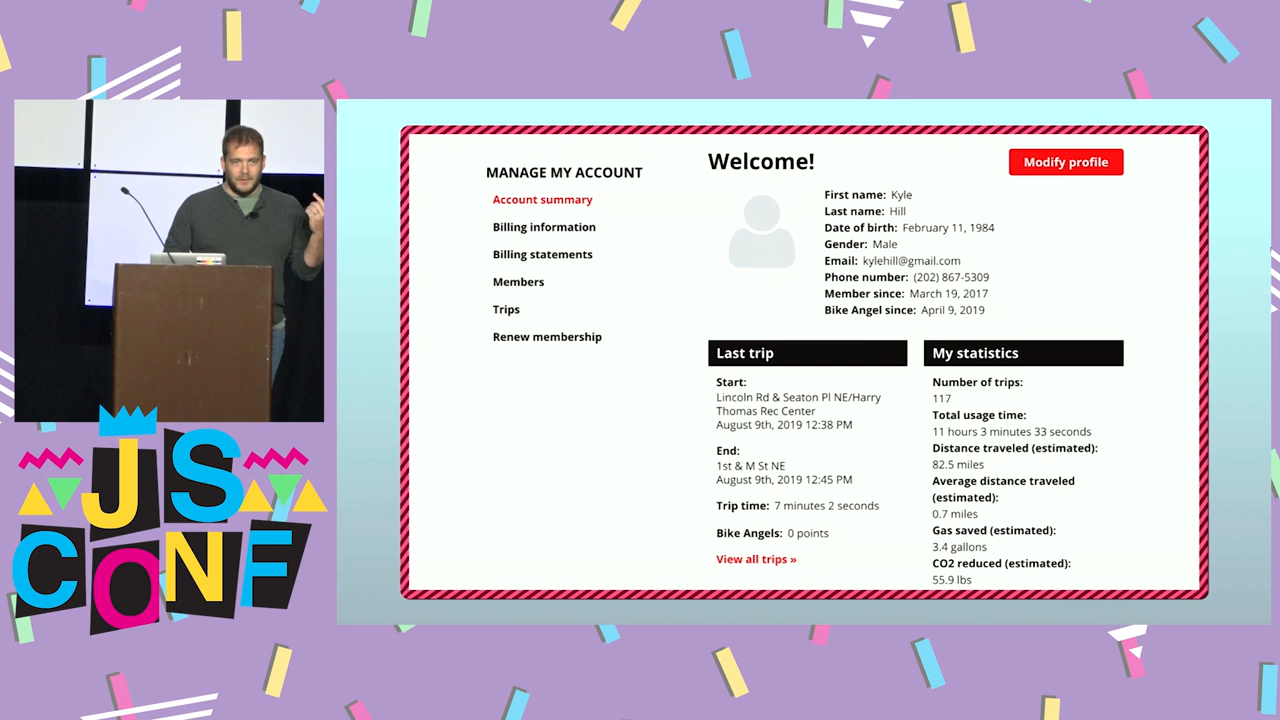 MANAGE MY ACCOUNT
Account summary
Billing information
Billing statements
Members
Trips
Renew membership
Welcome!
Modify profile
First name: Kyle
Last name: Hill
Date of birth: February 11, 1984
Gender: Male
Email: kylehill@gmail.com
Phone number: (202) 867-5309
Member since: March 19, 2017
Bike Angel since: April 9, 2019
Last trip
Start:
Lincoln Rd & Seaton Pl NE/Harry
Thomas Rec Center
August 9th, 2019 12:38 PM
End:
1st & M St NE
August 9th, 2019 12:45 PM
Trip time: 7 minutes 2 seconds
Bike Angels: 0 points
View all trips »
My statistics
Number of trips:
117
Total usage time:
11 hours 3 minutes 33 seconds
Distance traveled (estimated):
82.5 miles
Average distance traveled
(estimated):
0.7 miles
Gas saved (estimated):
3.4 gallons
CO2 reduced (estimated):
55.9 lbs
JS
CONF